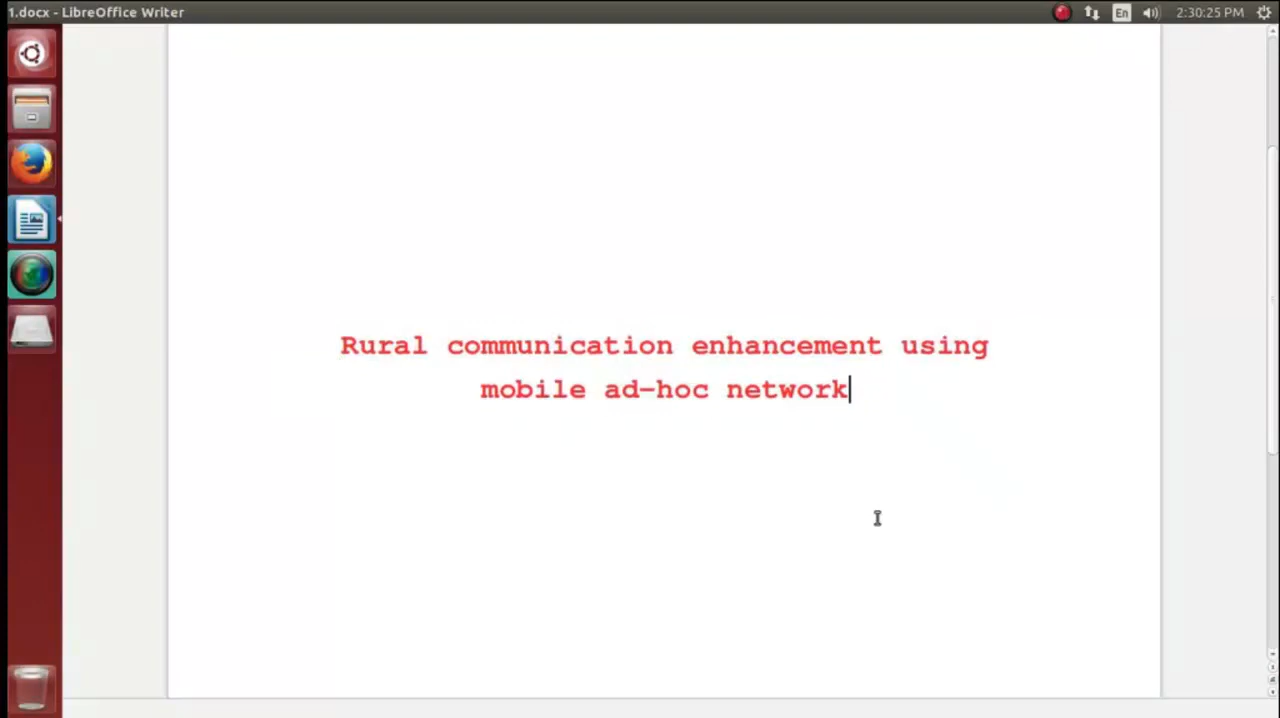 1.docx - LibreOffice Writer
En
2:30:25 PM
Rural communication enhancement using
mobile ad-hoc network